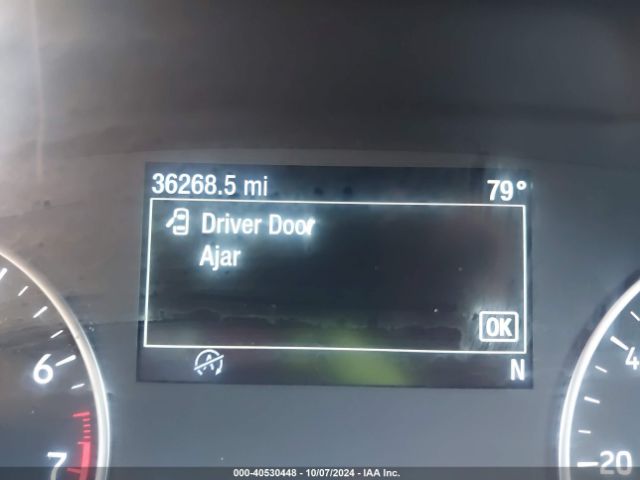 36268.5 mi 79°
Driver Door
Ajar
OK
N
6
7
4
20
000-40530448 - 10/07/2024 - IAA Inc.